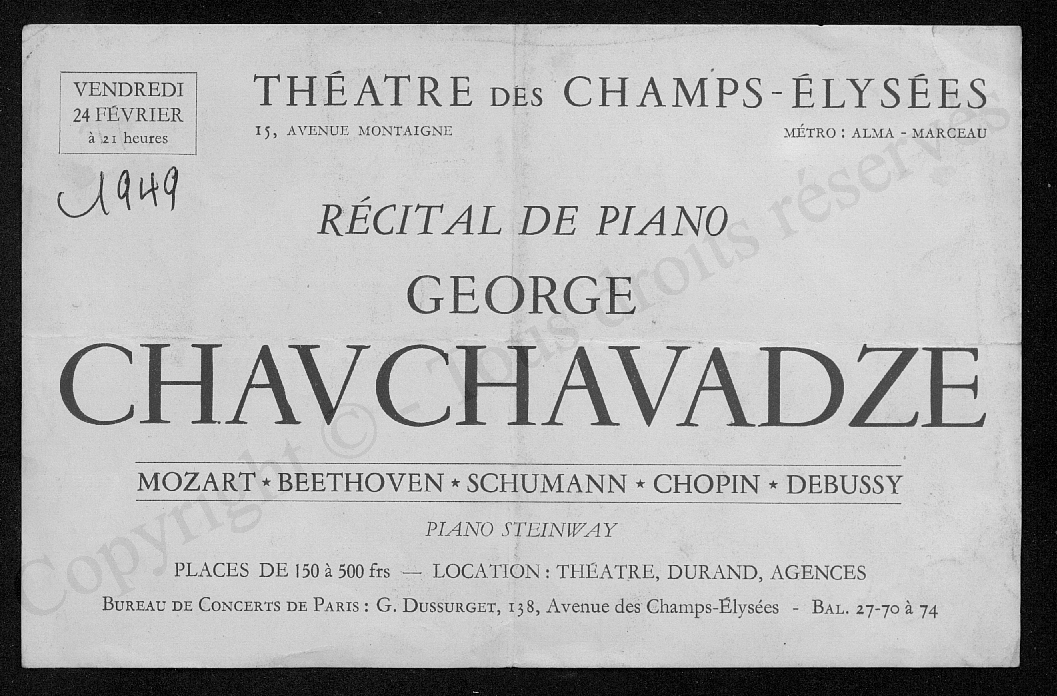 VENDREDI
24 FÉVRIER
à 21 heures
THÉATRE DES CHAMPS-ÉLYSÉES
15, AVENUE MONTAIGNE
MÉTRO : ALMA - MARCEAU
1949
RÉCITAL DE PIANO
GEORGE
CHAVCHAVADZE
MOZART ★ BEETHOVEN ★ SCHUMANN ★ CHOPIN ★ DEBUSSY
PIANO STEINWAY
PLACES DE 150 à 500 frs — LOCATION : THÉATRE, DURAND, AGENCES
BUREAU DE CONCERTS DE PARIS : G. DUSSURGET, 138, Avenue des Champs-Élysées - BAL. 27-70 à 74
Copyright © - Tous droits réservés